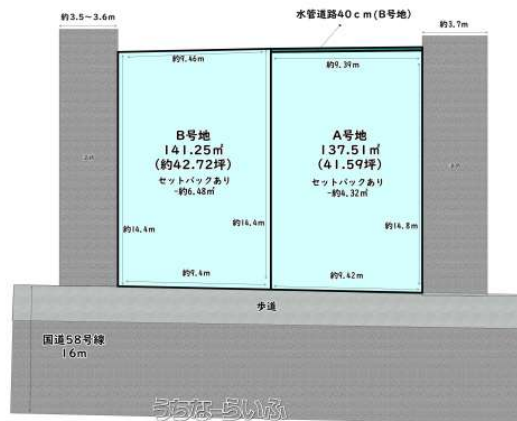 水管道路40cm(B号地)
約3.5~3.6m
約3.7m
約9.46m
約9.39m
B号地
141.25㎡
(約42.72坪)
セットバックあり
-約6.48㎡
A号地
137.51㎡
(41.59坪)
セットバックあり
-約4.32㎡
約14.4m
約14.4m
約14.8m
約9.4m
約9.42m
歩道
国道58号線
16m
うちなーらいふ